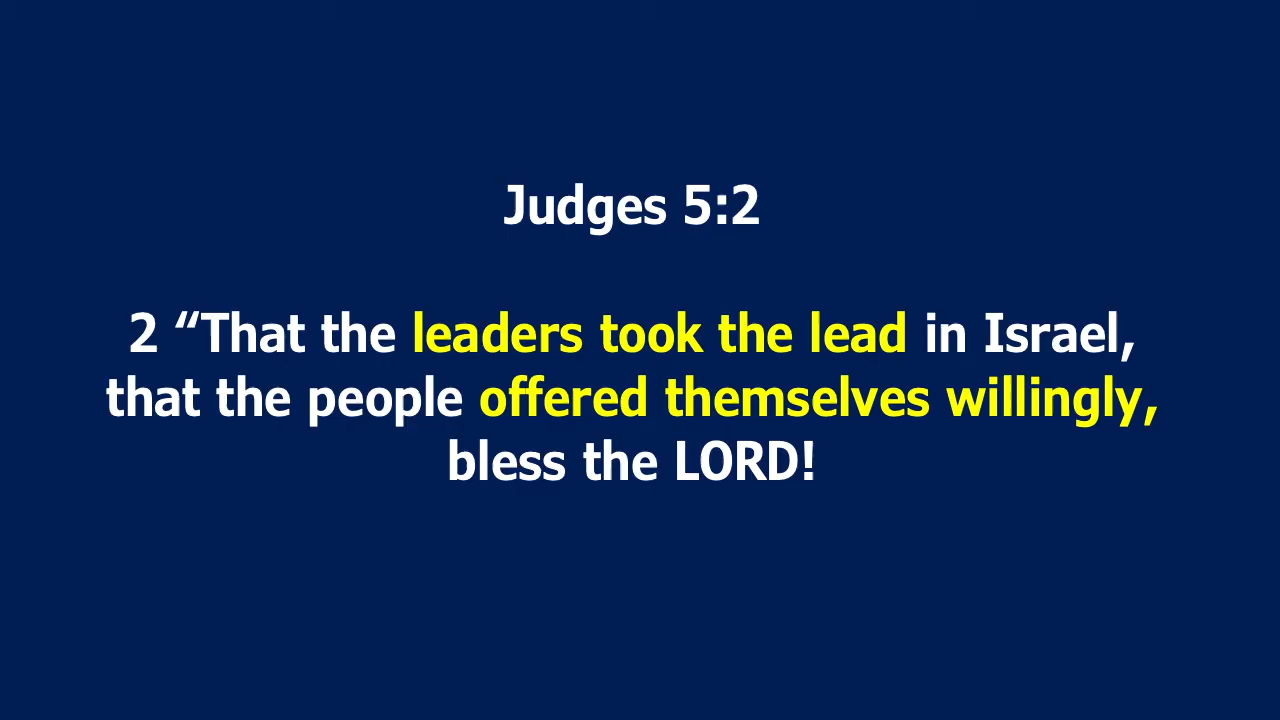 Judges 5:2
2 “That the leaders took the lead in Israel,
that the people offered themselves willingly,
bless the LORD!